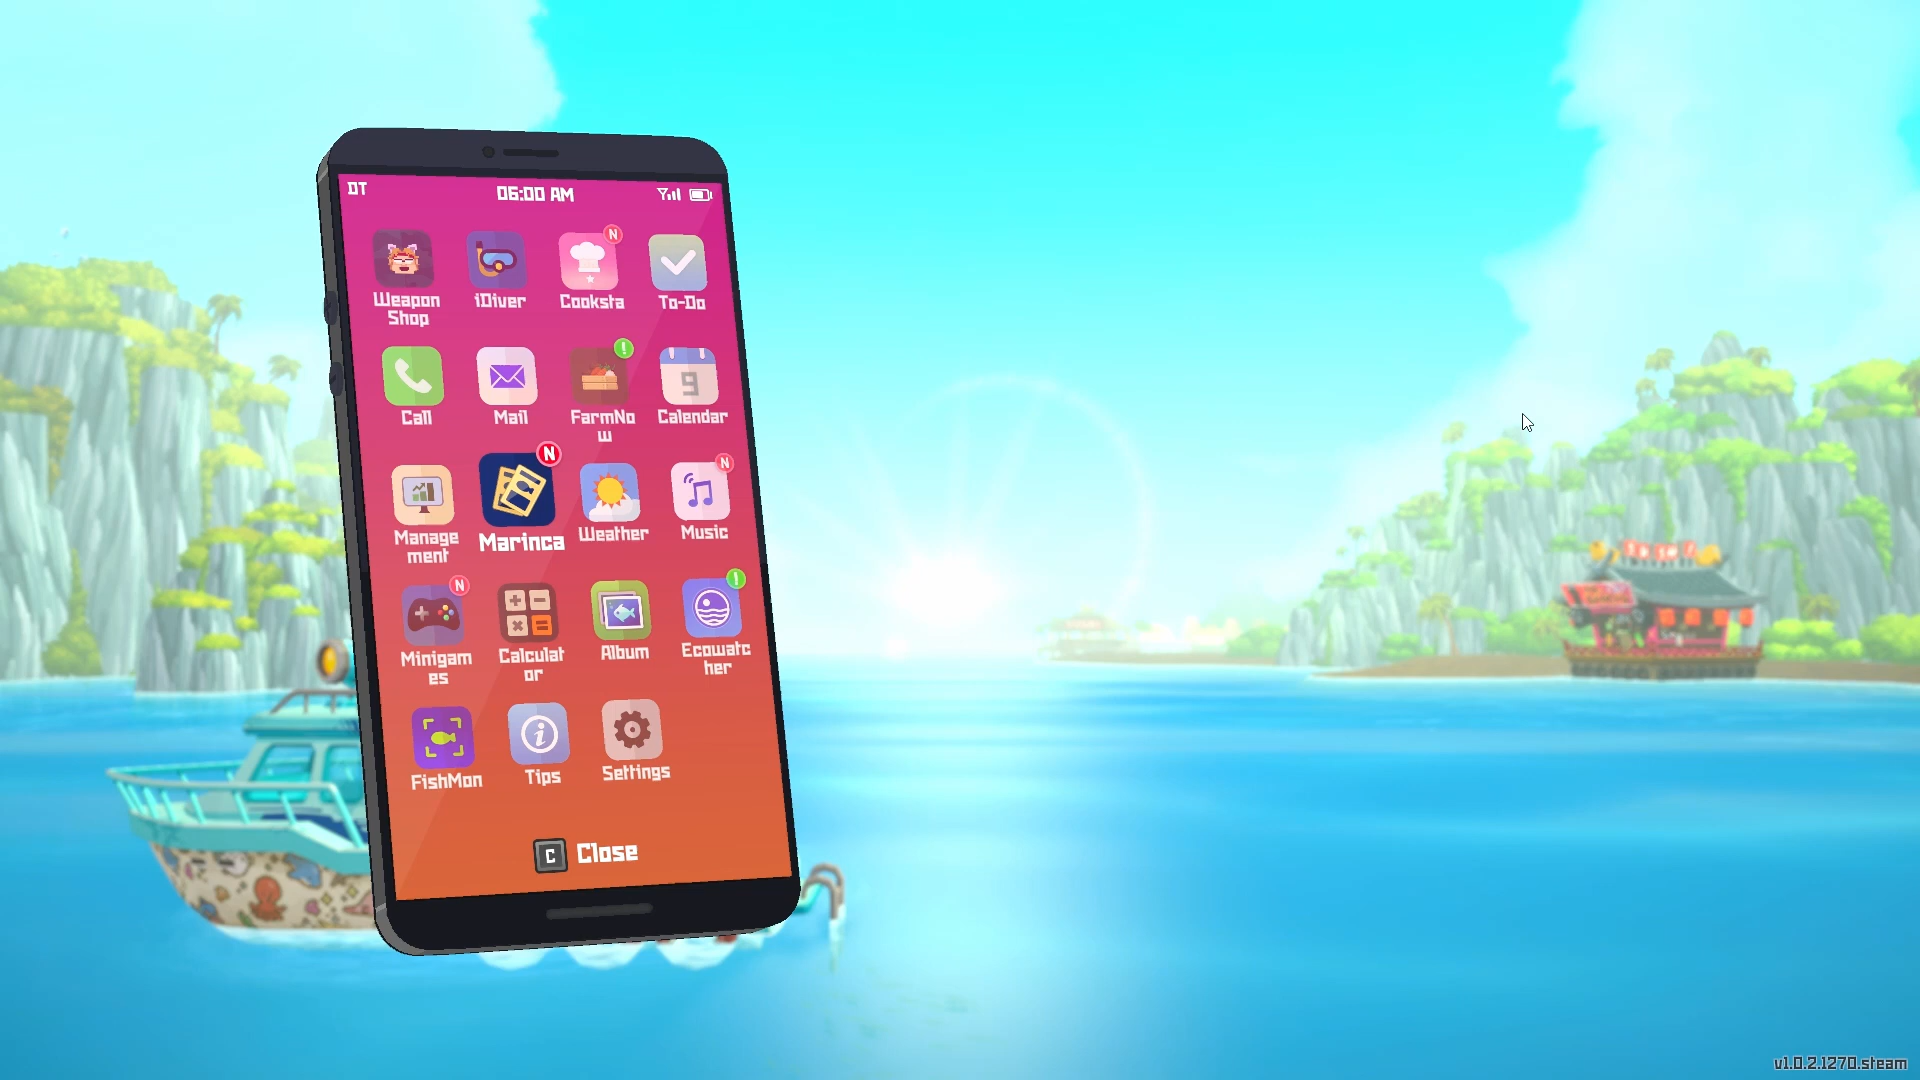 DT
06:00 AM
N
Weapon
Shop
iDiver
Cooksta
To-Do
!
9
Call
Mail
FarmNo
w
Calendar
N
N
Manage
ment
Marinca
Weather
Music
N
!
Minigam
es
Calculat
or
Album
Ecowatc
her
FishMon
i
Tips
Settings
C Close
v1.0.2.1270.steam